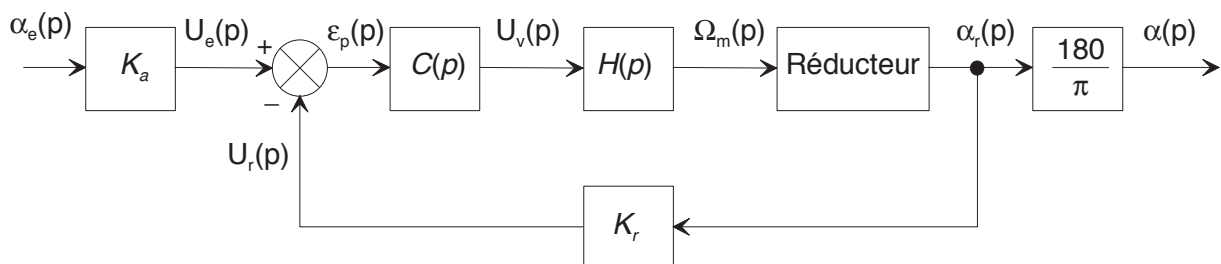 αe(p)
Ka
Ue(p)
+
−
εp(p)
C(p)
Uv(p)
H(p)
Ωm(p)
Réducteur
αr(p)
180
π
α(p)
Ur(p)
Kr